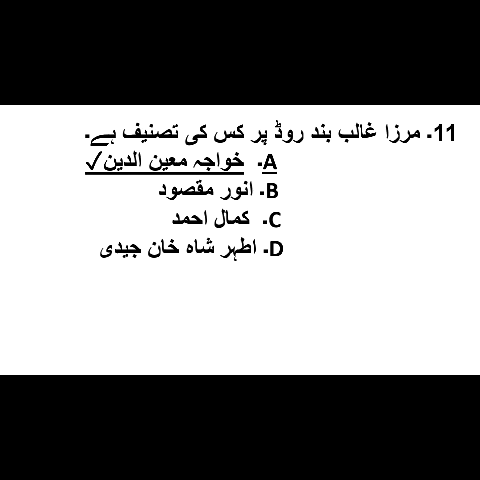 11. مرزا غالب بند روڈ پر کس کی تصنیف ہے۔
A. خواجہ معین الدین✓
B. انور مقصود
C. کمال احمد
D. اطہر شاہ خان جیدی